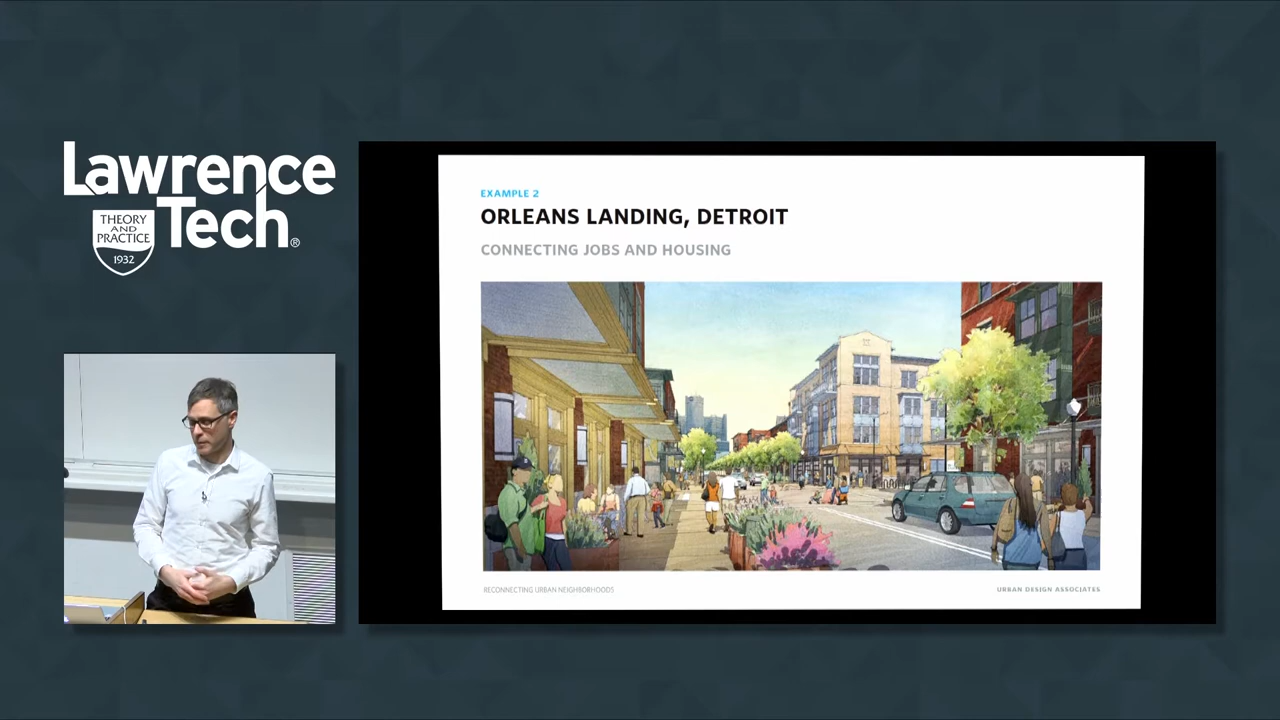 Lawrence
Tech®
THEORY
AND
PRACTICE
1932
EXAMPLE 2
ORLEANS LANDING, DETROIT
CONNECTING JOBS AND HOUSING
RECONNECTING URBAN NEIGHBORHOODS
URBAN DESIGN ASSOCIATES